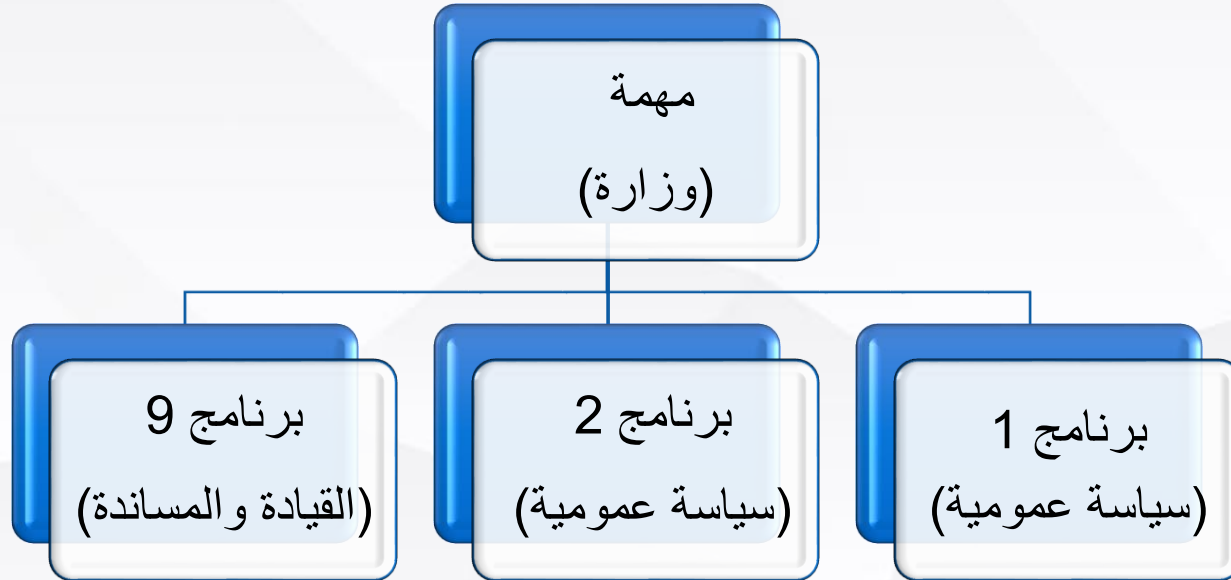 مهمة
(وزارة)
برنامج 1
(سياسة عمومية)
برنامج 2
(سياسة عمومية)
برنامج 9
(القيادة والمساندة)